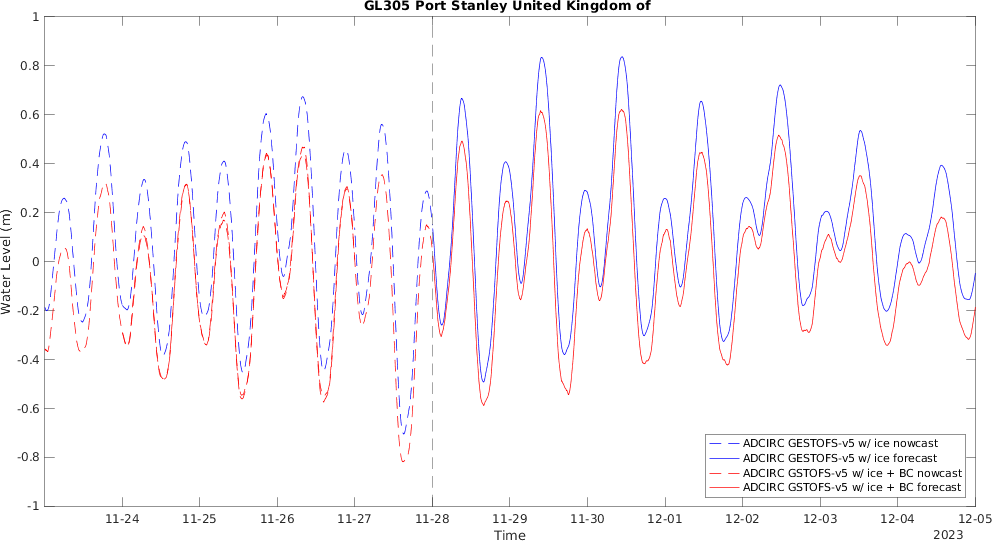 GL305 Port Stanley United Kingdom of
Water Level (m)
1
0.8
0.6
0.4
0.2
0
-0.2
-0.4
-0.6
-0.8
-1
ADCIRC GESTOFS-v5 w/ ice nowcast
ADCIRC GESTOFS-v5 w/ ice forecast
ADCIRC GSTOFS-v5 w/ ice + BC nowcast
ADCIRC GSTOFS-v5 w/ ice + BC forecast
11-24 11-25 11-26 11-27 11-28 11-29 11-30 12-01 12-02 12-03 12-04 12-05
Time
2023